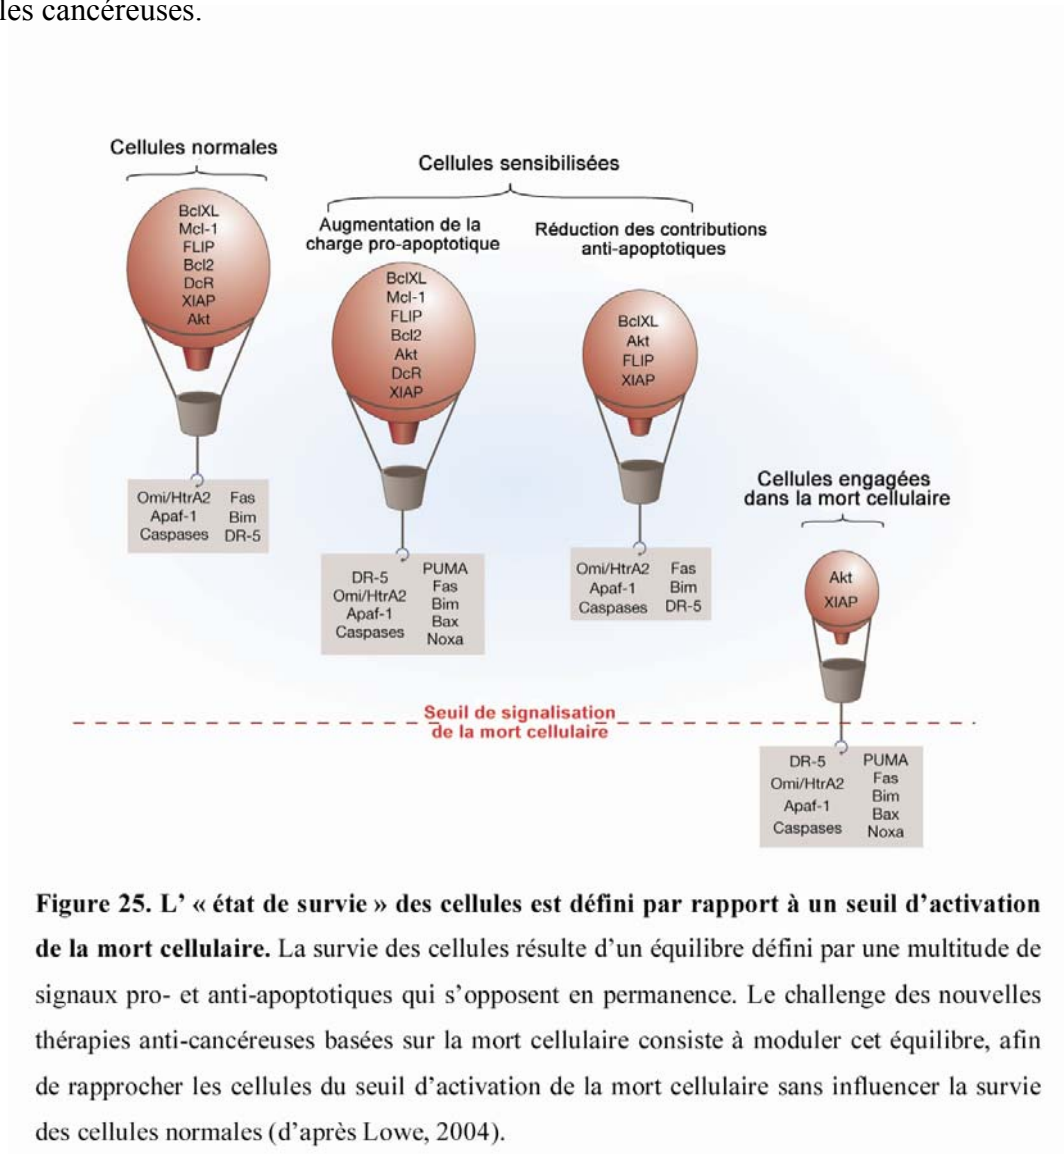 les cancéreuses.
Cellules normales
BclXL
Mcl-1
FLIP
Bcl2
DcR
XIAP
Akt
Omi/HtrA2 Fas
Apaf-1 Bim
Caspases DR-5
Cellules sensibilisées
Augmentation de la
charge pro-apoptotique
BclXL
Mcl-1
FLIP
Bcl2
Akt
DcR
XIAP
DR-5
Omi/HtrA2
Apaf-1
Caspases
PUMA
Fas
Bim
Bax
Noxa
Réduction des contributions
anti-apoptotiques
BclXL
Akt
FLIP
XIAP
Omi/HtrA2 Fas
Apaf-1 Bim
Caspases DR-5
Cellules engagées
dans la mort cellulaire
Akt
XIAP
DR-5
Omi/HtrA2
Apaf-1
Caspases
PUMA
Fas
Bim
Bax
Noxa
Seuil de signalisation
de la mort cellulaire
Figure 25. L’ « état de survie » des cellules est défini par rapport à un seuil d’activation
de la mort cellulaire. La survie des cellules résulte d’un équilibre défini par une multitude de
signaux pro- et anti-apoptotiques qui s’opposent en permanence. Le challenge des nouvelles
thérapies anti-cancéreuses basées sur la mort cellulaire consiste à moduler cet équilibre, afin
de rapprocher les cellules du seuil d’activation de la mort cellulaire sans influencer la survie
des cellules normales (d’après Lowe, 2004).